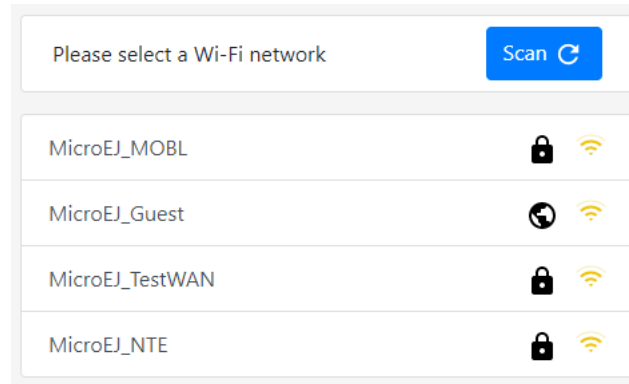 Please select a Wi-Fi network
Scan
MicroEJ_MOBL
MicroEJ_Guest
MicroEJ_TestWAN
MicroEJ_NTE